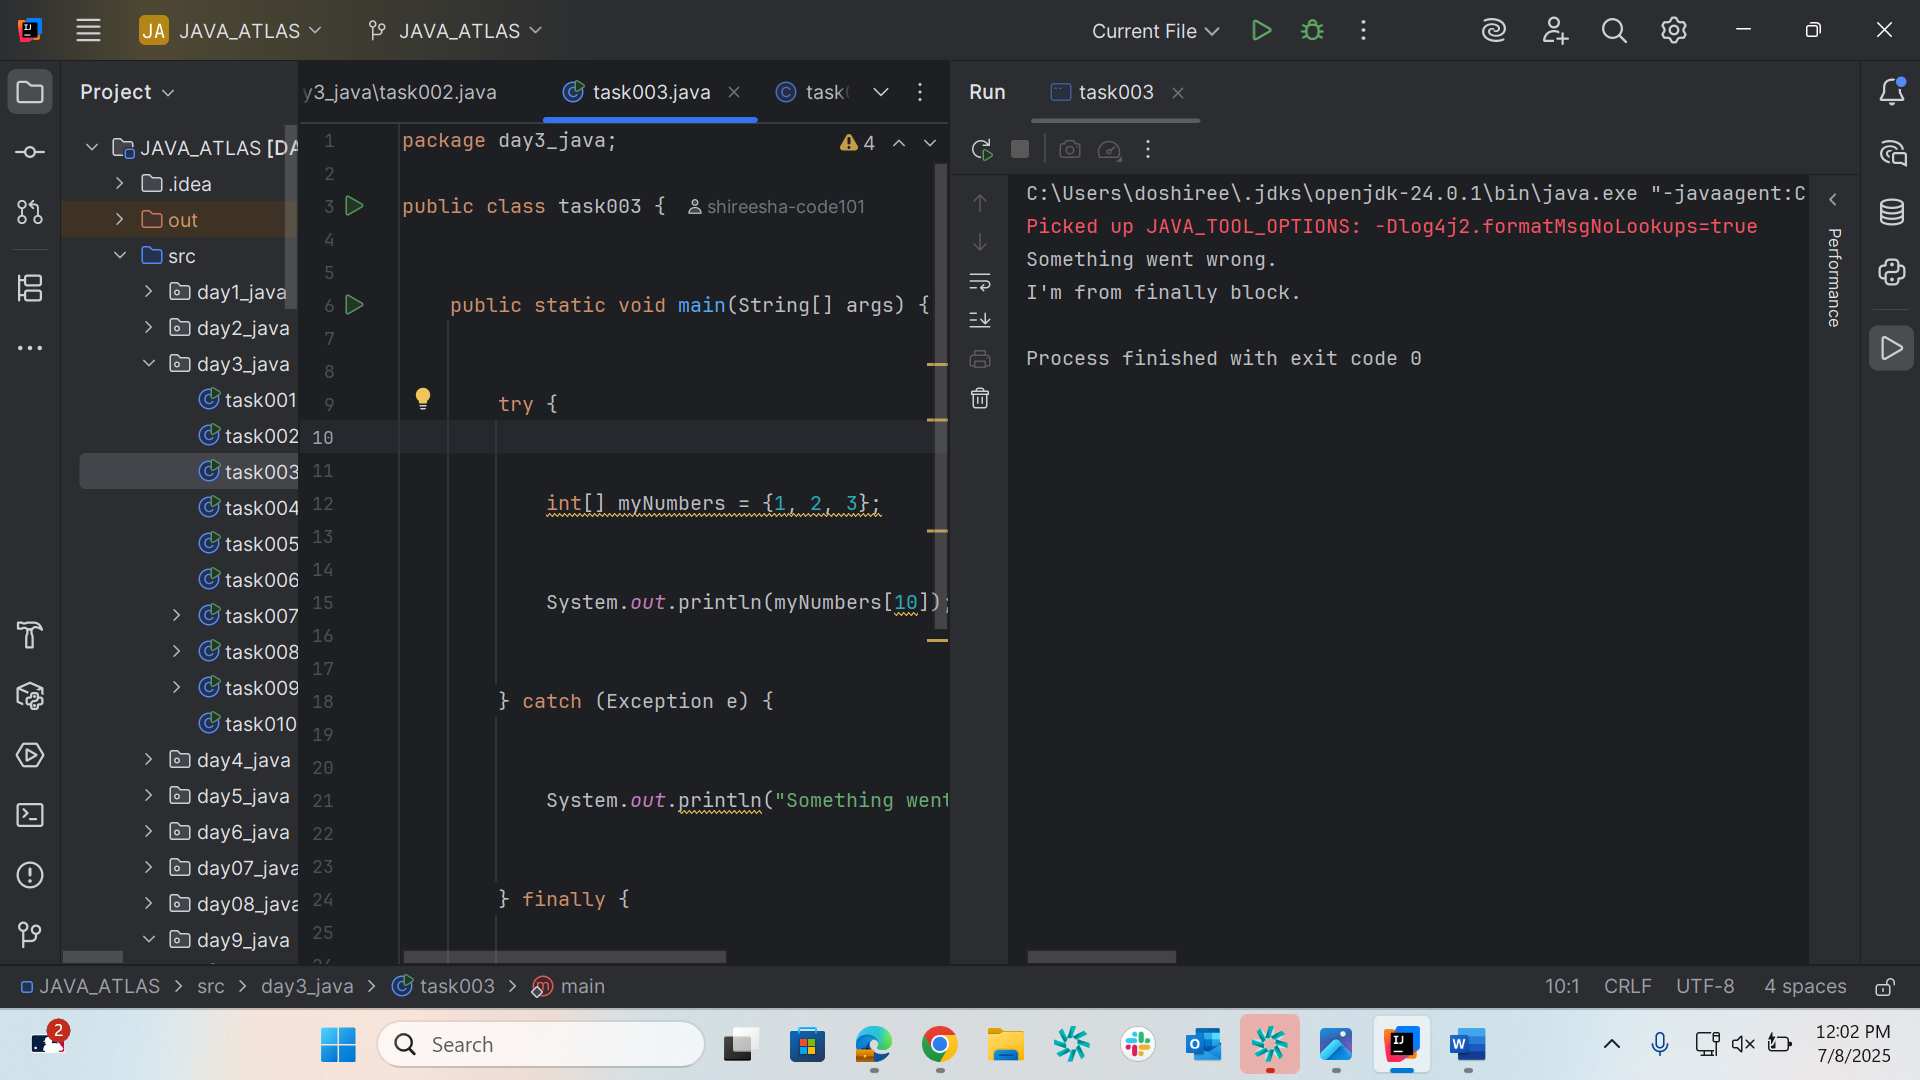 JA JAVA_ATLAS JAVA_ATLAS Current File
Project
JAVA_ATLAS [DA
.idea
out
src
day1_java
day2_java
day3_java
task001
task002
task003
task004
task005
task006
task007
task008
task009
task010
day4_java
day5_java
day6_java
day07_java
day08_java
day9_java
y3_java\task002.java task003.java task(
4
1 package day3_java;
2
3 public class task003 { shireesha-code101
4
5
6 public static void main(String[] args) {
7
8
9 try {
10
11
12 int[] myNumbers = {1, 2, 3};
13
14
15 System.out.println(myNumbers[10]);
16
17
18 } catch (Exception e) {
19
20
21 System.out.println("Something went
22
23
24 } finally {
25
Run task003
C:\Users\doshiree\.jdks\openjdk-24.0.1\bin\java.exe "-javaagent:C
Picked up JAVA_TOOL_OPTIONS: -Dlog4j2.formatMsgNoLookups=true
Something went wrong.
I'm from finally block.
Process finished with exit code 0
Performance
JAVA_ATLAS > src > day3_java > task003 > main
10:1 CRLF UTF-8 4 spaces
2
Search
12:02 PM
7/8/2025